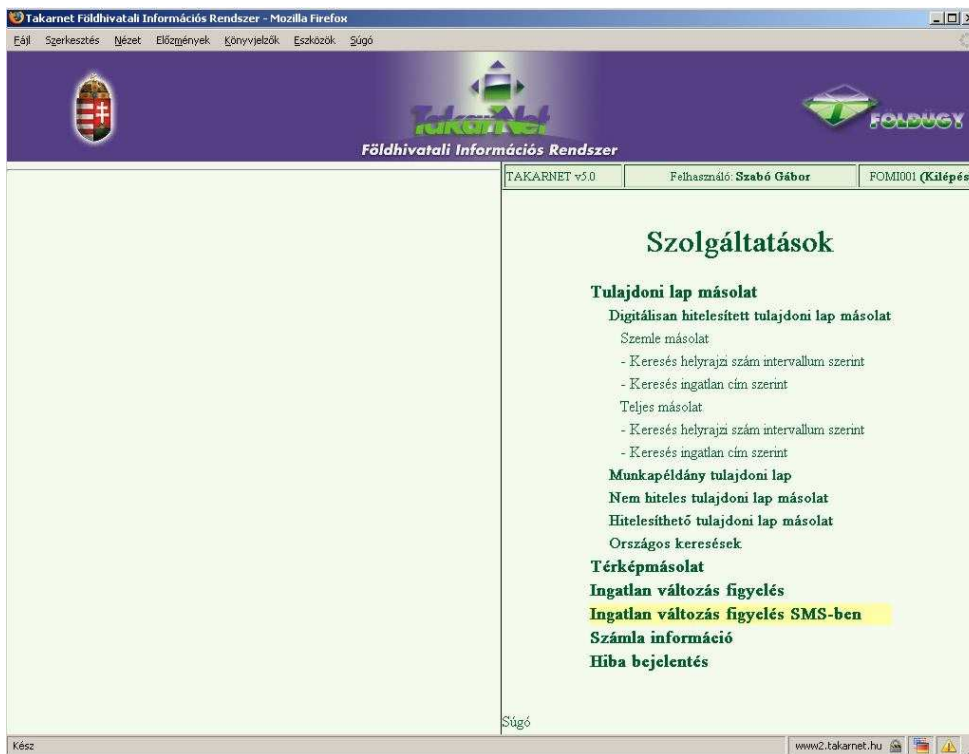 Takarnet Földhivatali Információs Rendszer - Mozilla Firefox
Fájl Szerkesztés Nézet Előzmények Könyvjelzők Eszközök Súgó
TakarNet
Földhivatali Információs Rendszer
FÖLDÜGY
TAKARNET v5.0 Felhasználó: Szabó Gábor FOMI001 (Kilépés
Szolgáltatások
Tulajdoni lap másolat
Digitálisan hitelesített tulajdoni lap másolat
Szemle másolat
- Keresés helyrajzi szám intervallum szerint
- Keresés ingatlan cím szerint
Teljes másolat
- Keresés helyrajzi szám intervallum szerint
- Keresés ingatlan cím szerint
Munkapéldány tulajdoni lap
Nem hiteles tulajdoni lap másolat
Hitelesíthető tulajdoni lap másolat
Országos keresések
Térképmásolat
Ingatlan változás figyelés
Ingatlan változás figyelés SMS-ben
Számla információ
Hiba bejelentés
Súgó
Kész www2.takarnet.hu